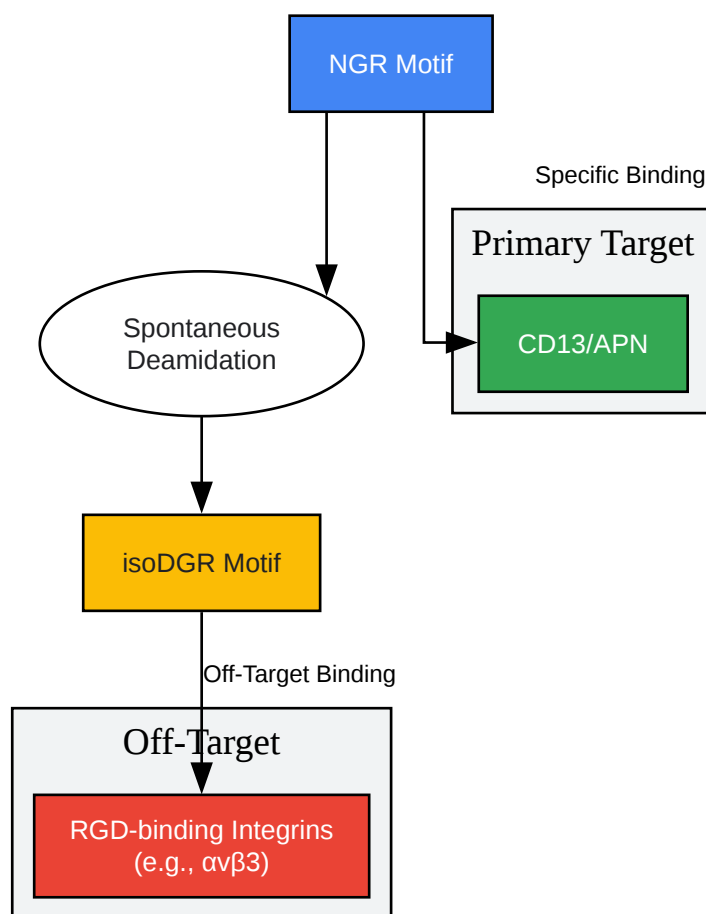 NGR Motif
Specific Binding
Primary Target
CD13/APN
Spontaneous
Deamidation
isoDGR Motif
Off-Target Binding
Off-Target
RGD-binding Integrins
(e.g., αvβ3)